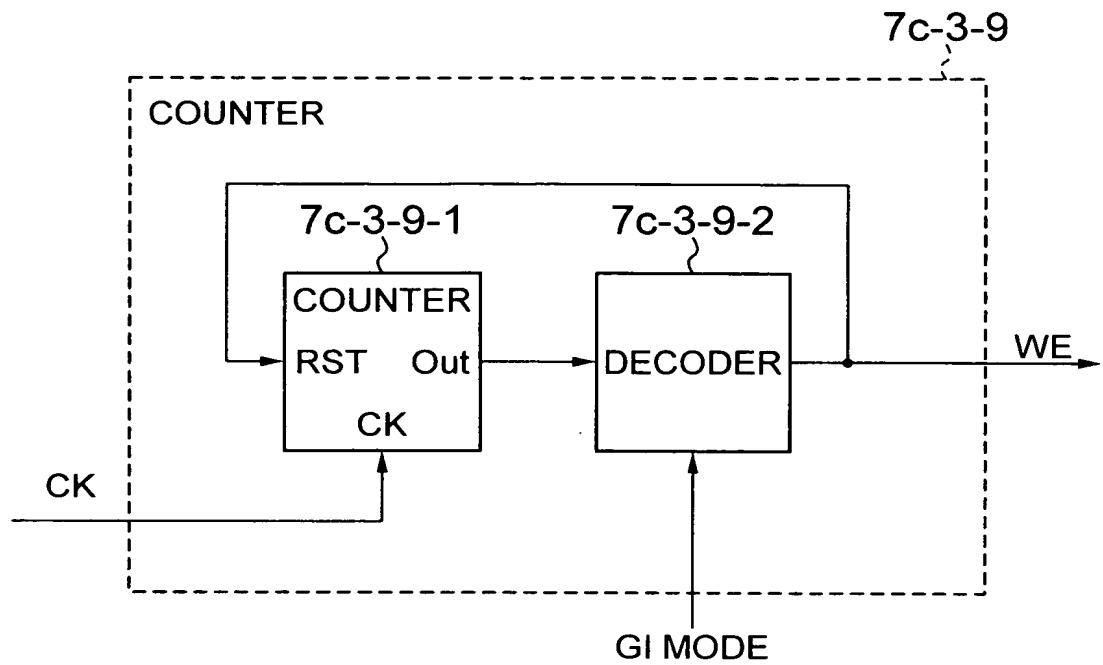 7c-3-9
COUNTER
7c-3-9-1
7c-3-9-2
COUNTER
RST Out
CK
DECODER
WE
CK
GI MODE